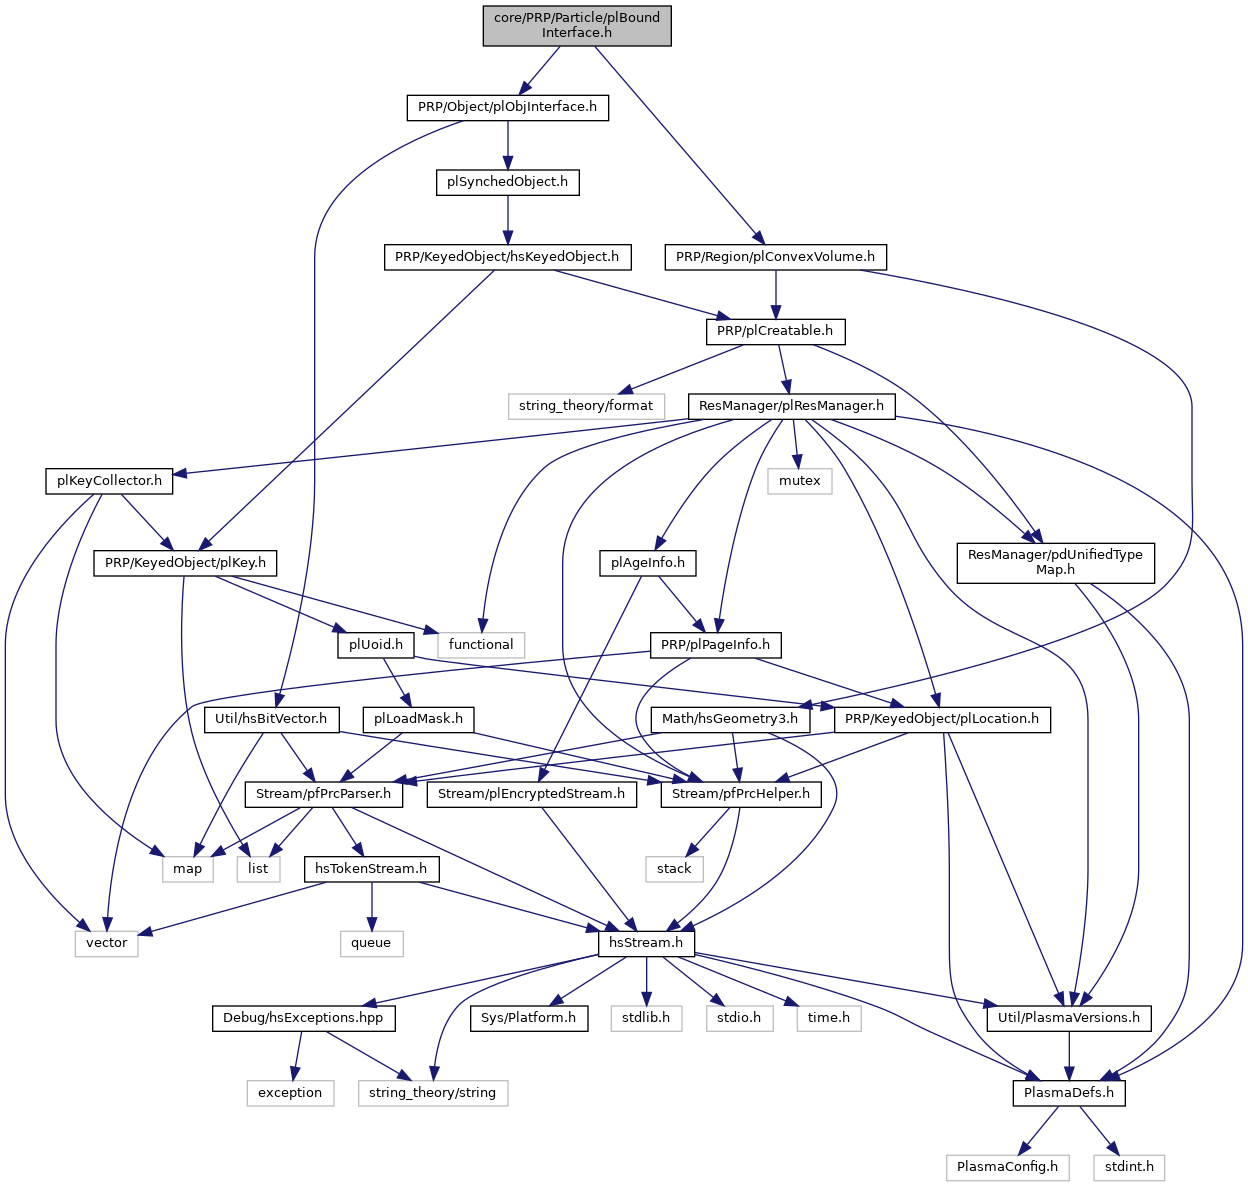 core/PRP/Particle/plBound
Interface.h
PRP/Object/plObjInterface.h
plSynchedObject.h
PRP/KeyedObject/hsKeyedObject.h
PRP/Region/plConvexVolume.h
PRP/plCreatable.h
string_theory/format
ResManager/plResManager.h
plKeyCollector.h
mutex
PRP/KeyedObject/plKey.h
plAgeInfo.h
ResManager/pdUnifiedType
Map.h
plUoid.h
functional
PRP/plPageInfo.h
Util/hsBitVector.h
plLoadMask.h
Math/hsGeometry3.h
PRP/KeyedObject/plLocation.h
Stream/pfPrcParser.h
Stream/plEncryptedStream.h
Stream/pfPrcHelper.h
map
list
hsTokenStream.h
stack
vector
queue
hsStream.h
Debug/hsExceptions.hpp
Sys/Platform.h
stdlib.h
stdio.h
time.h
Util/PlasmaVersions.h
exception
string_theory/string
PlasmaDefs.h
PlasmaConfig.h
stdint.h